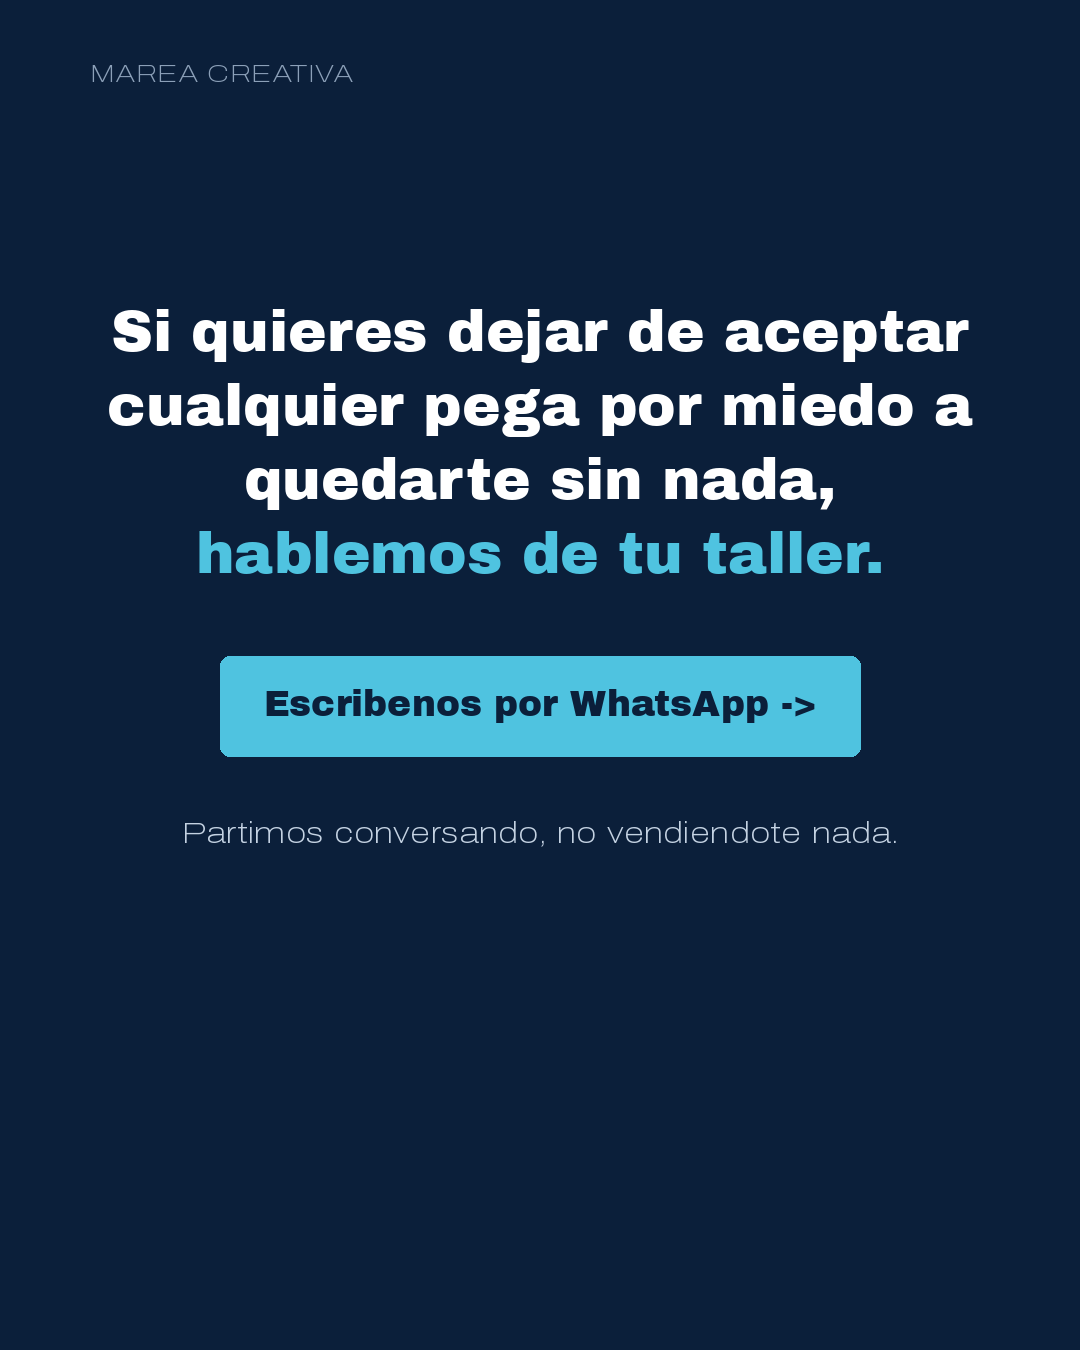 MAREA CREATIVA
Si quieres dejar de aceptar
cualquier pega por miedo a
quedarte sin nada,
hablemos de tu taller.
Escribenos por WhatsApp ->
Partimos conversando, no vendiendote nada.